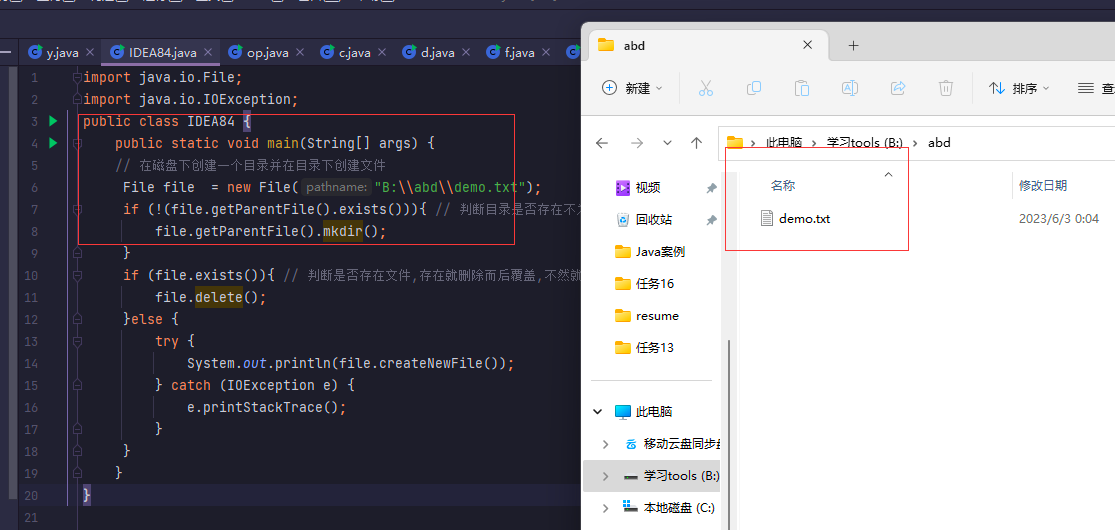 y.java IDEA84.java op.java c.java d.java f.java
1 import java.io.File;
2 import java.io.IOException;
3 public class IDEA84 {
4 public static void main(String[] args) {
5 // 在磁盘下创建一个目录并在目录下创建文件
6 File file = new File( pathname: "B:\\abd\\demo.txt");
7 if (!(file.getParentFile().exists())){ // 判断目录是否存在不
8 file.getParentFile().mkdir();
9 }
10 if (file.exists()){ // 判断是否存在文件,存在就删除而后覆盖,不然就
11 file.delete();
12 }else {
13 try {
14 System.out.println(file.createNewFile());
15 } catch (IOException e) {
16 e.printStackTrace();
17 }
18 }
19 }
20 }
21
abd
新建
排序
此电脑 › 学习tools (B:) › abd
视频
回收站
Java案例
任务16
resume
任务13
此电脑
移动云盘同步
学习tools (B:)
本地磁盘 (C:)
名称 修改日期
demo.txt 2023/6/3 0:04